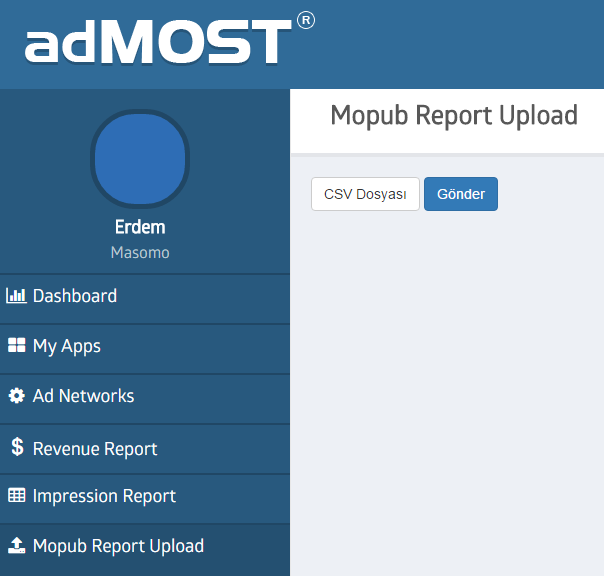 adMOST®
Mopub Report Upload
CSV Dosyası Gönder
Erdem
Masomo
Dashboard
My Apps
Ad Networks
Revenue Report
Impression Report
Mopub Report Upload